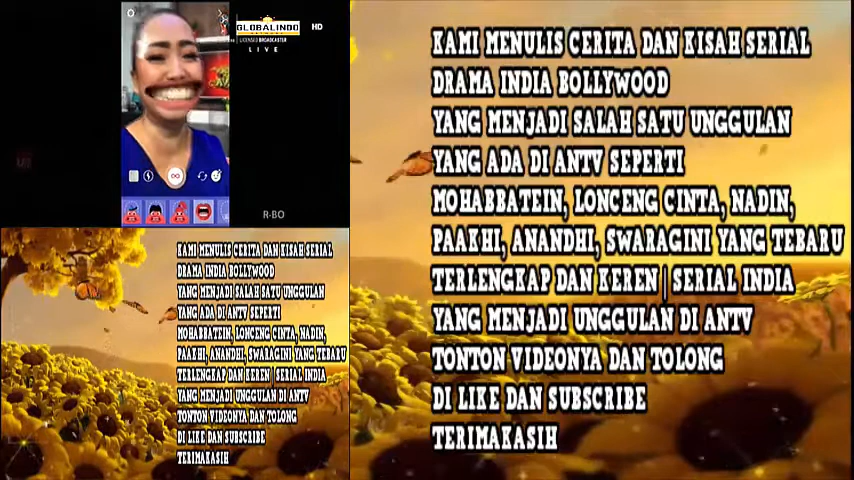 GLOBALINDO
NETWORK
LICENSED BROADCASTER
LIVE
HD
R-BO
KAMI MENULIS CERITA DAN KISAH SERIAL
DRAMA INDIA BOLLYWOOD
YANG MENJADI SALAH SATU UNGGULAN
YANG ADA DI ANTV SEPERTI
MOHABBATEIN, LONCENG CINTA, NADIN,
PAAKHI, ANANDHI, SWARAGINI YANG TEBARU
TERLENGKAP DAN KEREN | SERIAL INDIA
YANG MENJADI UNGGULAN DI ANTV
TONTON VIDEONYA DAN TOLONG
DI LIKE DAN SUBSCRIBE
TERIMAKASIH
KAMI MENULIS CERITA DAN KISAH SERIAL
DRAMA INDIA BOLLYWOOD
YANG MENJADI SALAH SATU UNGGULAN
YANG ADA DI ANTV SEPERTI
MOHABBATEIN, LONCENG CINTA, NADIN,
PAAKHI, ANANDHI, SWARAGINI YANG TEBARU
TERLENGKAP DAN KEREN | SERIAL INDIA
YANG MENJADI UNGGULAN DI ANTV
TONTON VIDEONYA DAN TOLONG
DI LIKE DAN SUBSCRIBE
TERIMAKASIH